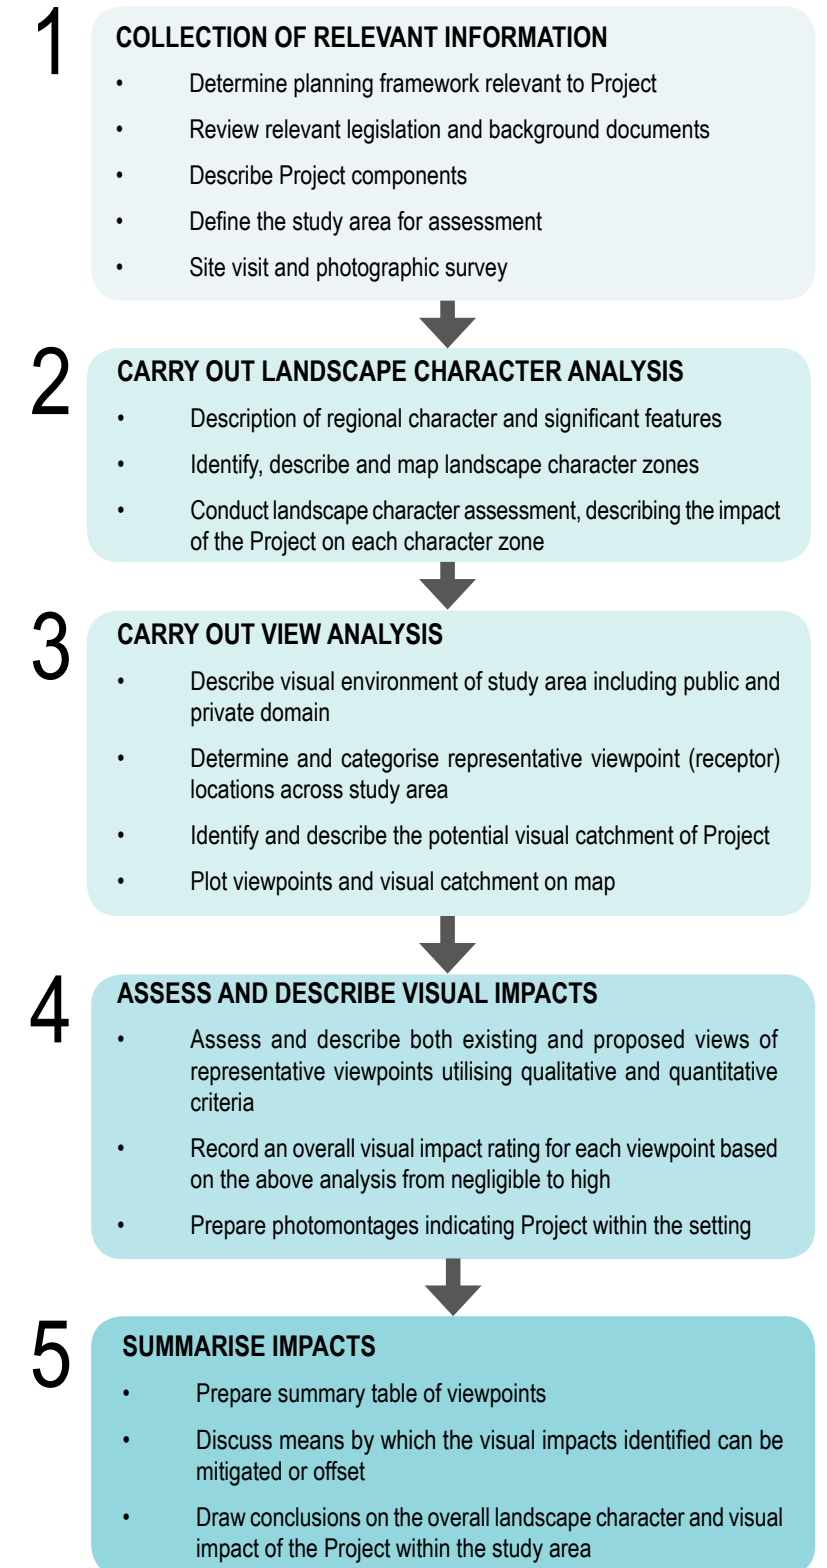 1
COLLECTION OF RELEVANT INFORMATION
• Determine planning framework relevant to Project
• Review relevant legislation and background documents
• Describe Project components
• Define the study area for assessment
• Site visit and photographic survey
2
CARRY OUT LANDSCAPE CHARACTER ANALYSIS
• Description of regional character and significant features
• Identify, describe and map landscape character zones
• Conduct landscape character assessment, describing the impact
of the Project on each character zone
3
CARRY OUT VIEW ANALYSIS
• Describe visual environment of study area including public and
private domain
• Determine and categorise representative viewpoint (receptor)
locations across study area
• Identify and describe the potential visual catchment of Project
• Plot viewpoints and visual catchment on map
4
ASSESS AND DESCRIBE VISUAL IMPACTS
• Assess and describe both existing and proposed views of
representative viewpoints utilising qualitative and quantitative
criteria
• Record an overall visual impact rating for each viewpoint based
on the above analysis from negligible to high
• Prepare photomontages indicating Project within the setting
5
SUMMARISE IMPACTS
• Prepare summary table of viewpoints
• Discuss means by which the visual impacts identified can be
mitigated or offset
• Draw conclusions on the overall landscape character and visual
impact of the Project within the study area